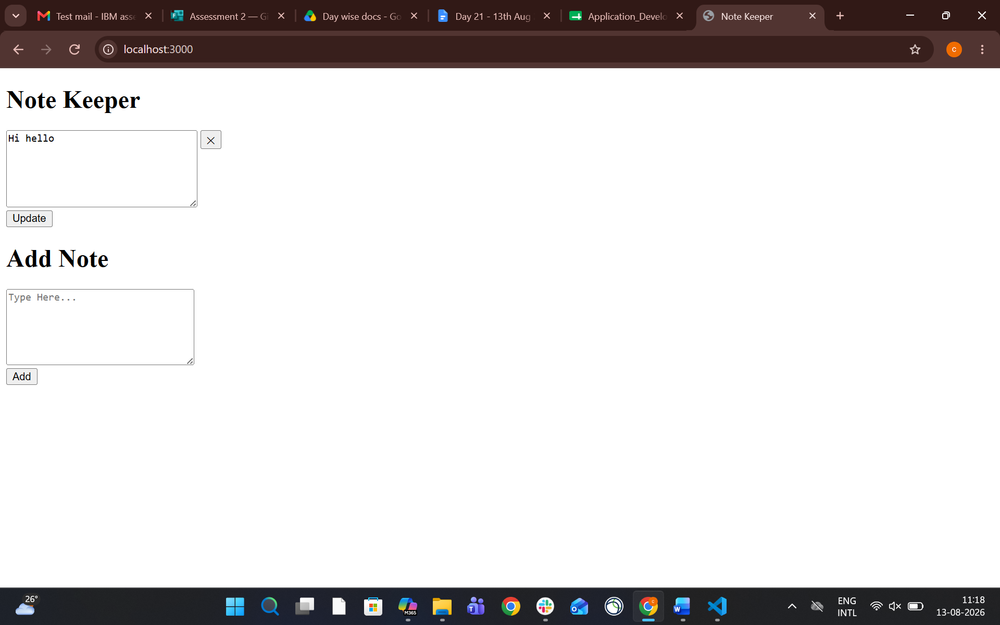 Test mail - IBM asse
Assessment 2 — Gi
Day wise docs - Go
Day 21 - 13th Aug
Application_Develo
Note Keeper
localhost:3000
c
Note Keeper
Hi hello
Update
Add Note
Type Here...
Add
26°
M365
T
O
c
W
ENG
INTL
11:18
13-08-2026